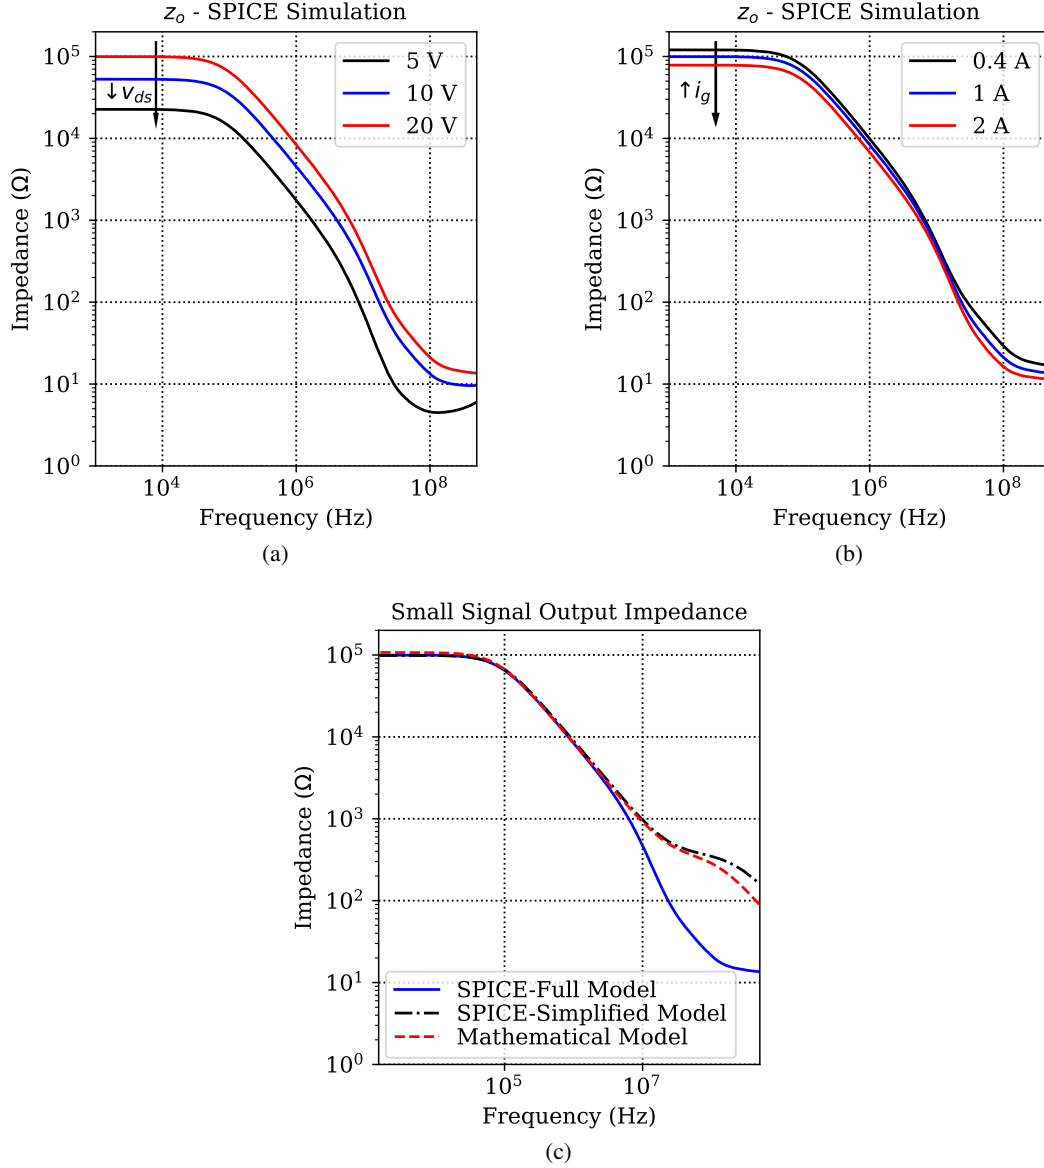 z_o - SPICE Simulation
10^5
10^4
10^3
10^2
10^1
10^0
Impedance (Ω)
↓v_ds
5 V
10 V
20 V
10^4
10^6
10^8
Frequency (Hz)
(a)
z_o - SPICE Simulation
10^5
10^4
10^3
10^2
10^1
10^0
Impedance (Ω)
↑i_g
0.4 A
1 A
2 A
10^4
10^6
10^8
Frequency (Hz)
(b)
Small Signal Output Impedance
10^5
10^4
10^3
10^2
10^1
10^0
Impedance (Ω)
SPICE-Full Model
SPICE-Simplified Model
Mathematical Model
10^5
10^7
Frequency (Hz)
(c)